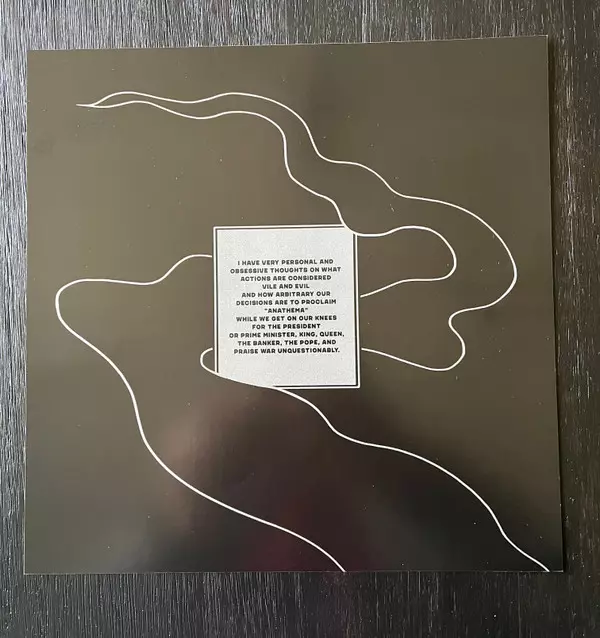 I HAVE VERY PERSONAL AND
OBSESSIVE THOUGHTS ON WHAT
ACTIONS ARE CONSIDERED
VILE AND EVIL
AND HOW ARBITRARY OUR
DECISIONS ARE TO PROCLAIM
"ANATHEMA"
WHILE WE GET ON OUR KNEES
FOR THE PRESIDENT
OR PRIME MINISTER, KING, QUEEN,
THE BANKER, THE POPE, AND
PRAISE WAR UNQUESTIONABLY.